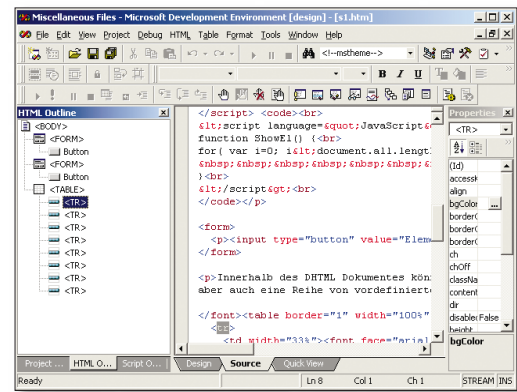 Miscellaneous Files - Microsoft Development Environment [design] - [s1.htm]
File Edit View Project Debug HTML Table Format Tools Window Help
<!--mstheme-->
B I U
HTML Outline
<BODY>
<FORM>
Button
<FORM>
Button
<TABLE>
<TR>
<TR>
<TR>
<TR>
<TR>
<TR>
<TR>
<TR>
</script> <code><br>
&lt;script language=&quot;JavaScript&
function ShowEl() {<br>
for( var i=0; i&lt;document.all.lengt
&nbsp;&nbsp;&nbsp;&nbsp;&nbsp;
}<br>
&lt;/script&gt;<br>
</code></p>
<form>
<p><input type="button" value="Elem
</form>
<p>Innerhalb des DHTML Dokumentes kön
aber auch eine Reihe von vordefiniert
</font><table border="1" width="100%"
<tr>
<td width="33%"><font face="arial
Properties
<TR>
(Id)
access
align
bgColor ...
border
border
border
ch
chOff
classNa
content
dir
disabled False
height
bgColor
Project ... HTML O... Script O...
Design Source Quick View
Ready Ln 8 Col 1 Ch 1 STREAM INS